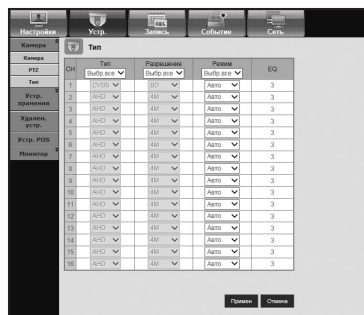 Настройки Устр. Запись Событие Сеть
REC
Камера
Камера
PTZ
Тип
Устр. хранения
Удален. устр.
Устр. POS
Монитор
Тип
CH Тип Разрешение Режим EQ
Выбр.все Выбр.все Выбр.все
1 CVBS SD Авто 3
2 AHD 4M Авто 3
3 AHD 4M Авто 3
4 AHD 4M Авто 3
5 AHD 4M Авто 3
6 AHD 4M Авто 3
7 AHD 4M Авто 3
8 AHD 4M Авто 3
9 AHD 4M Авто 3
10 AHD 4M Авто 3
11 AHD 4M Авто 3
12 AHD 4M Авто 3
13 AHD 4M Авто 3
14 AHD 4M Авто 3
15 AHD 4M Авто 3
16 AHD 4M Авто 3
Примен Отмена